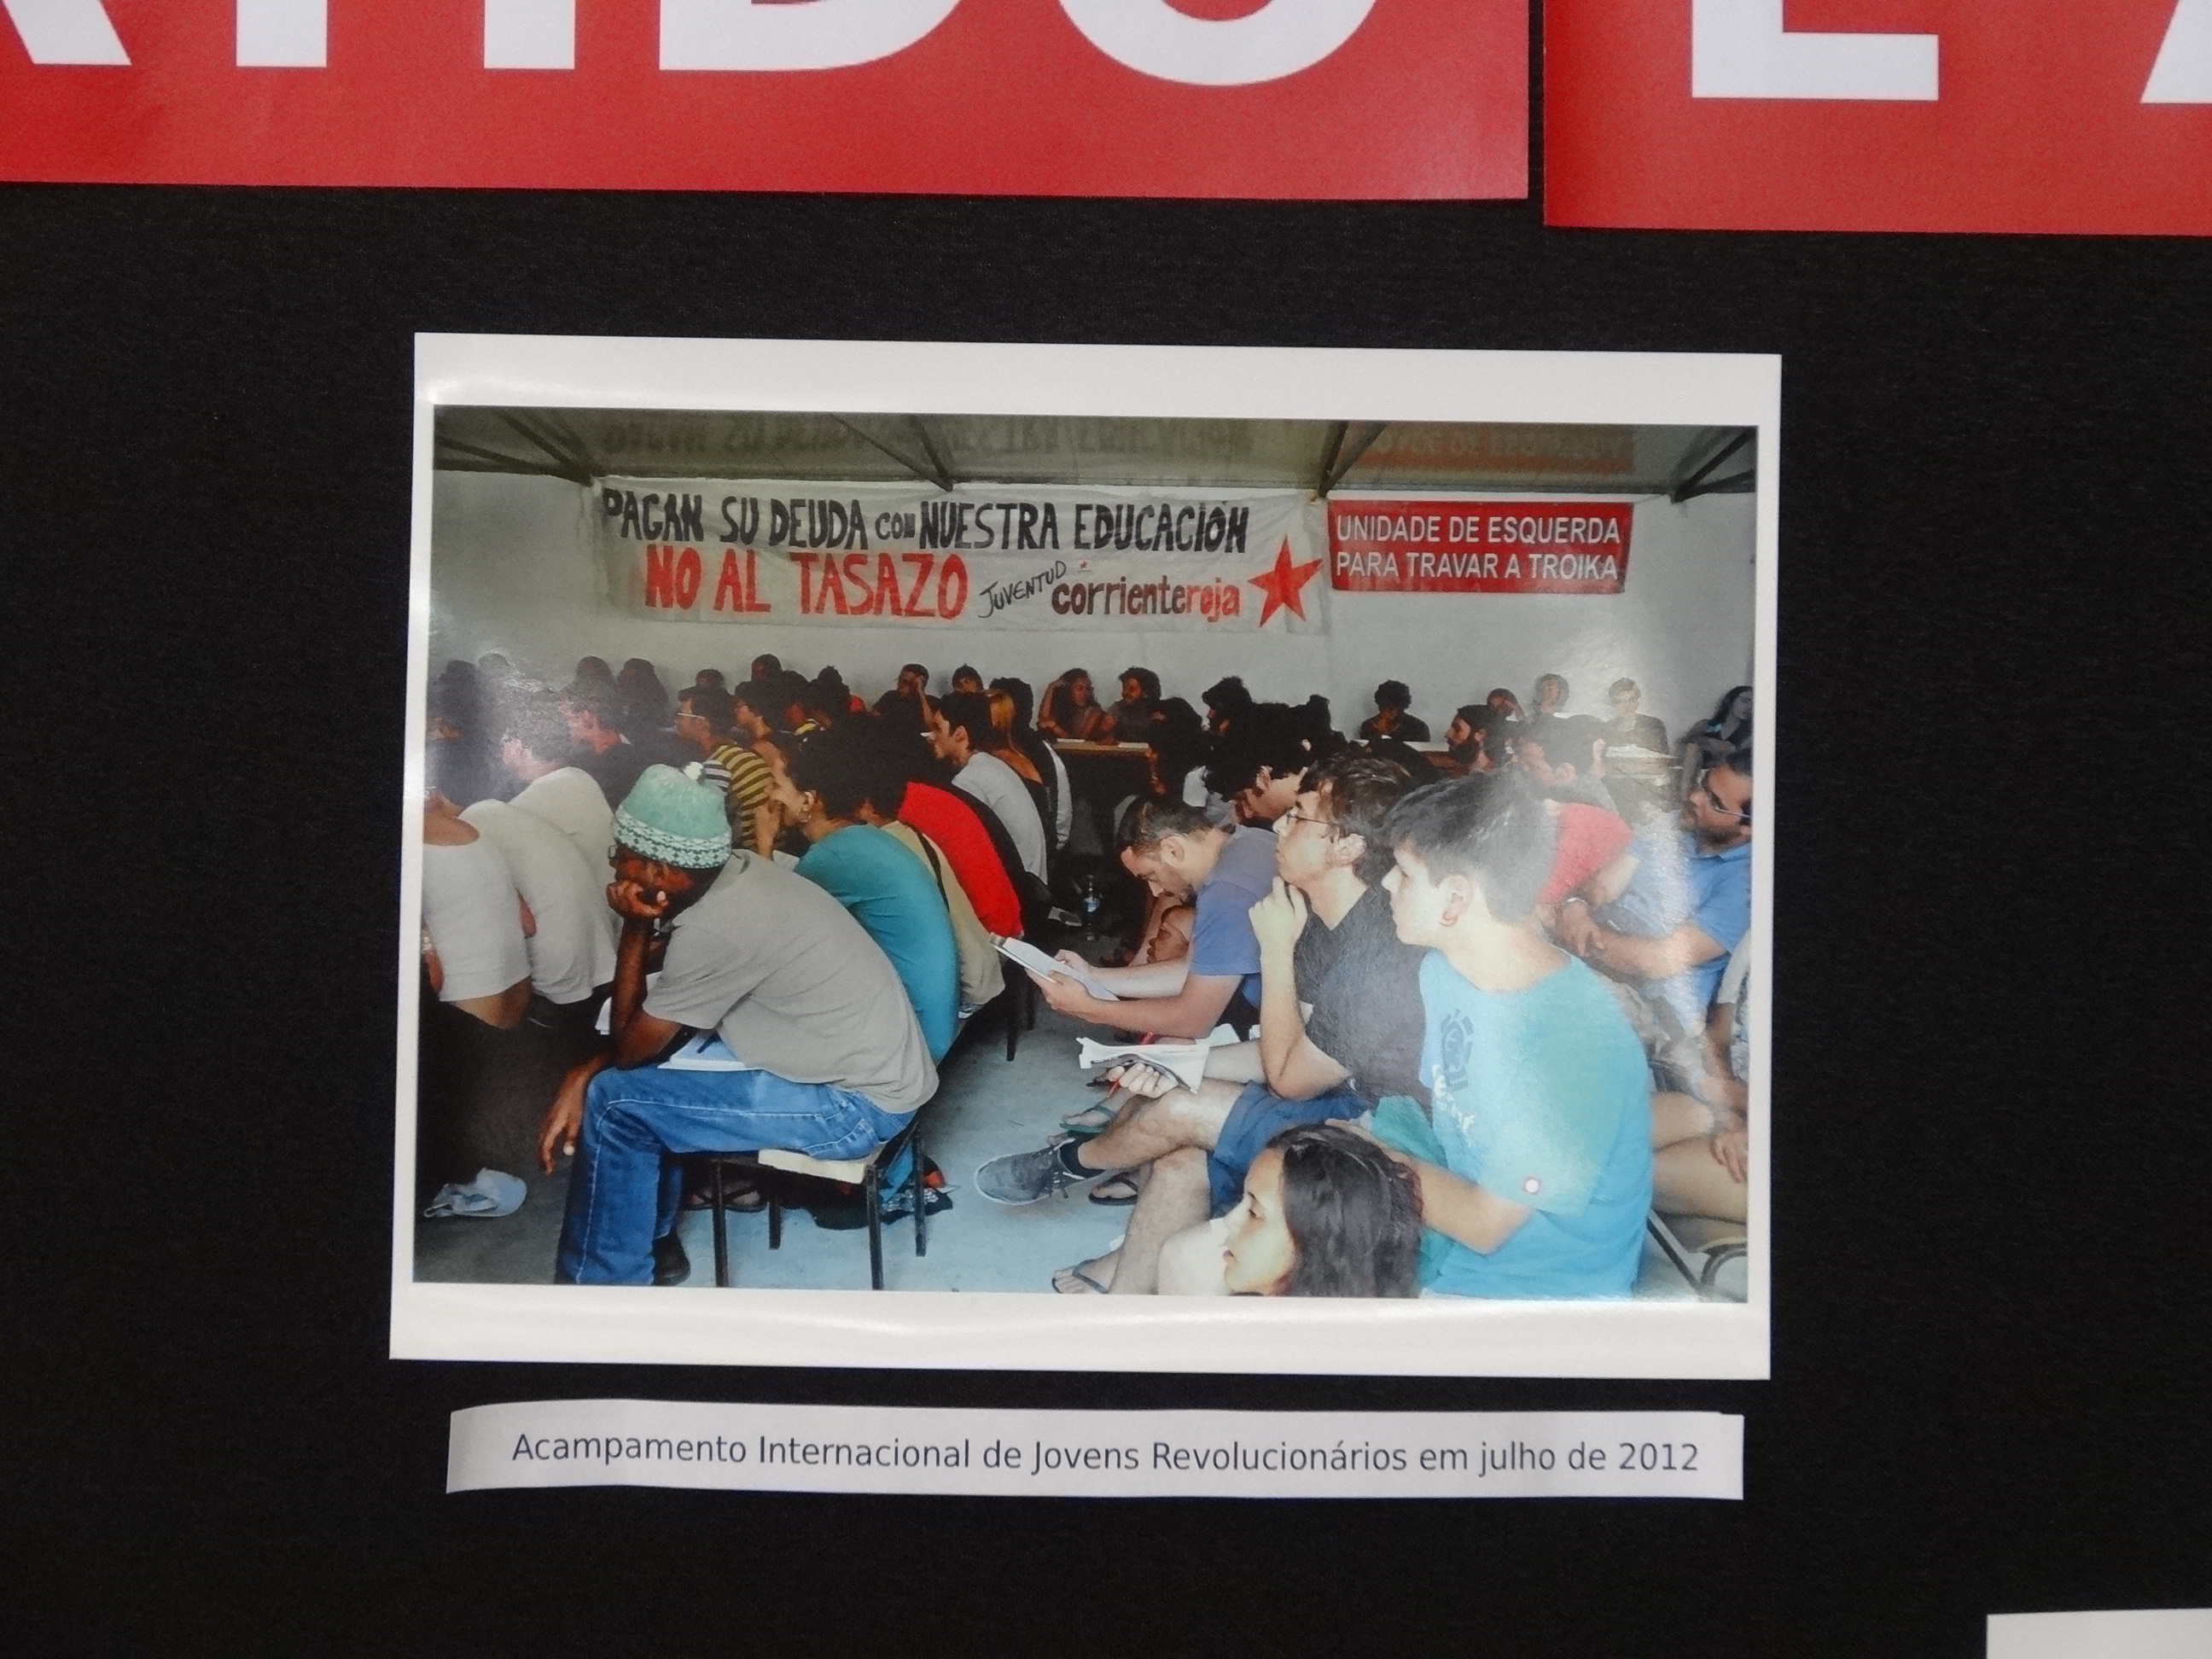 PAGAN SU DEUDA CON NUESTRA EDUCACIÓN
NO AL TASAZO JUVENTUD corrienteroja
UNIDADE DE ESQUERDA
PARA TRAVAR A TROIKA
Acampamento Internacional de Jovens Revolucionários em julho de 2012